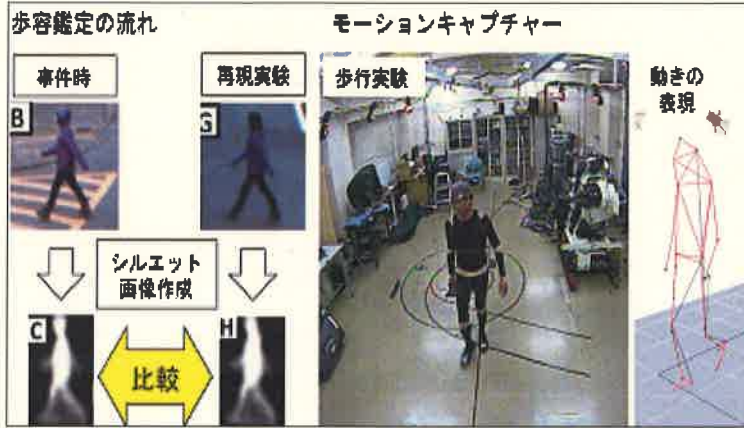 歩容鑑定の流れ
モーションキャプチャー
事件時
再現実験
歩行実験
動きの
表現
B
G
シルエット
画像作成
C
H
比較